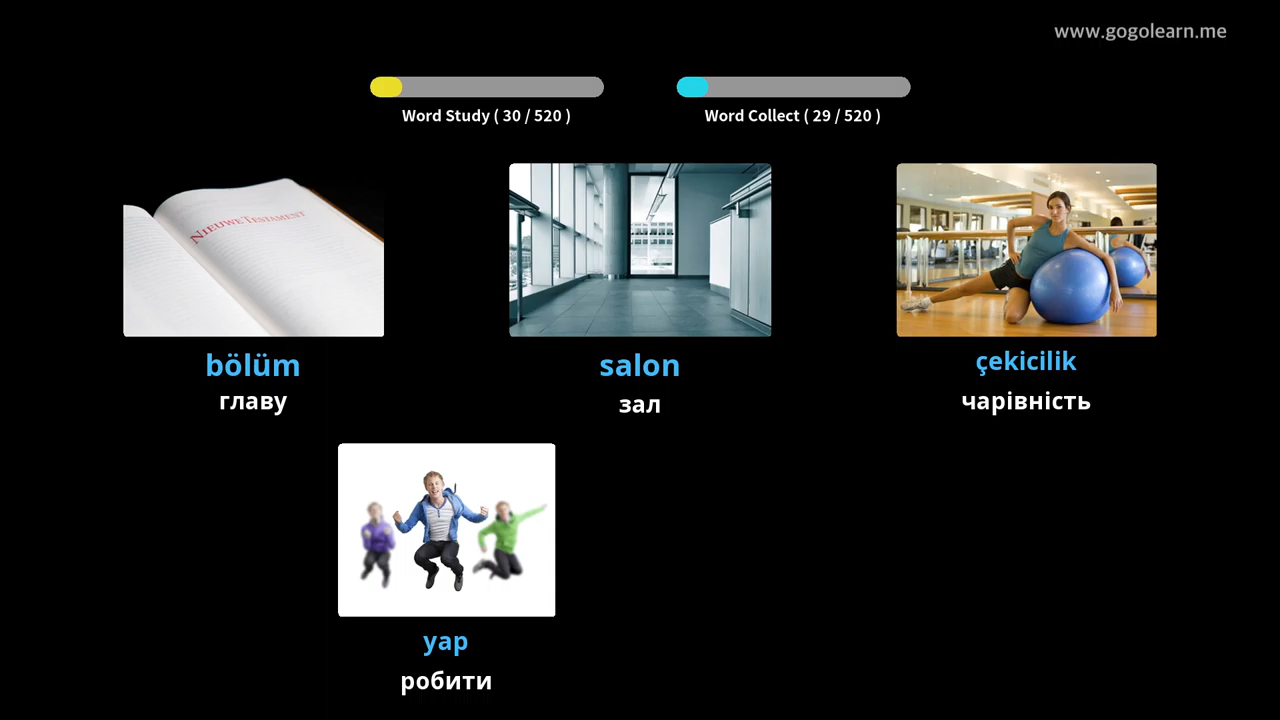 www.gogolearn.me
Word Study ( 30 / 520 )
Word Collect ( 29 / 520 )
NIEUWE TESTAMENT
bölüm
главу
salon
зал
çekicilik
чарівність
yap
робити